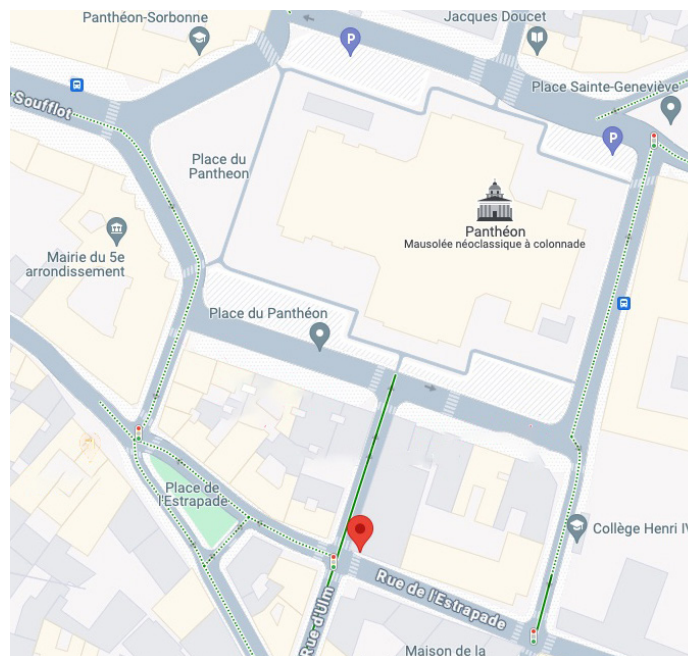 Panthéon-Sorbonne
Jacques Doucet
P
Place Sainte-Geneviève
Soufflot
P
Place du
Pantheon
Panthéon
Mausolée néoclassique à colonnade
Mairie du 5e
arrondissement
Place du Panthéon
Place de
l'Estrapade
Collège Henri IV
Rue de l'Estrapade
Rue d'Ulm
Maison de la